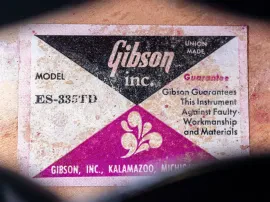 Gibson
inc.
UNION
MADE
MODEL
ES-335TD
Guarantee
Gibson Guarantees
This Instrument
Against Faulty-
Workmanship
and Materials
GIBSON, INC., KALAMAZOO,